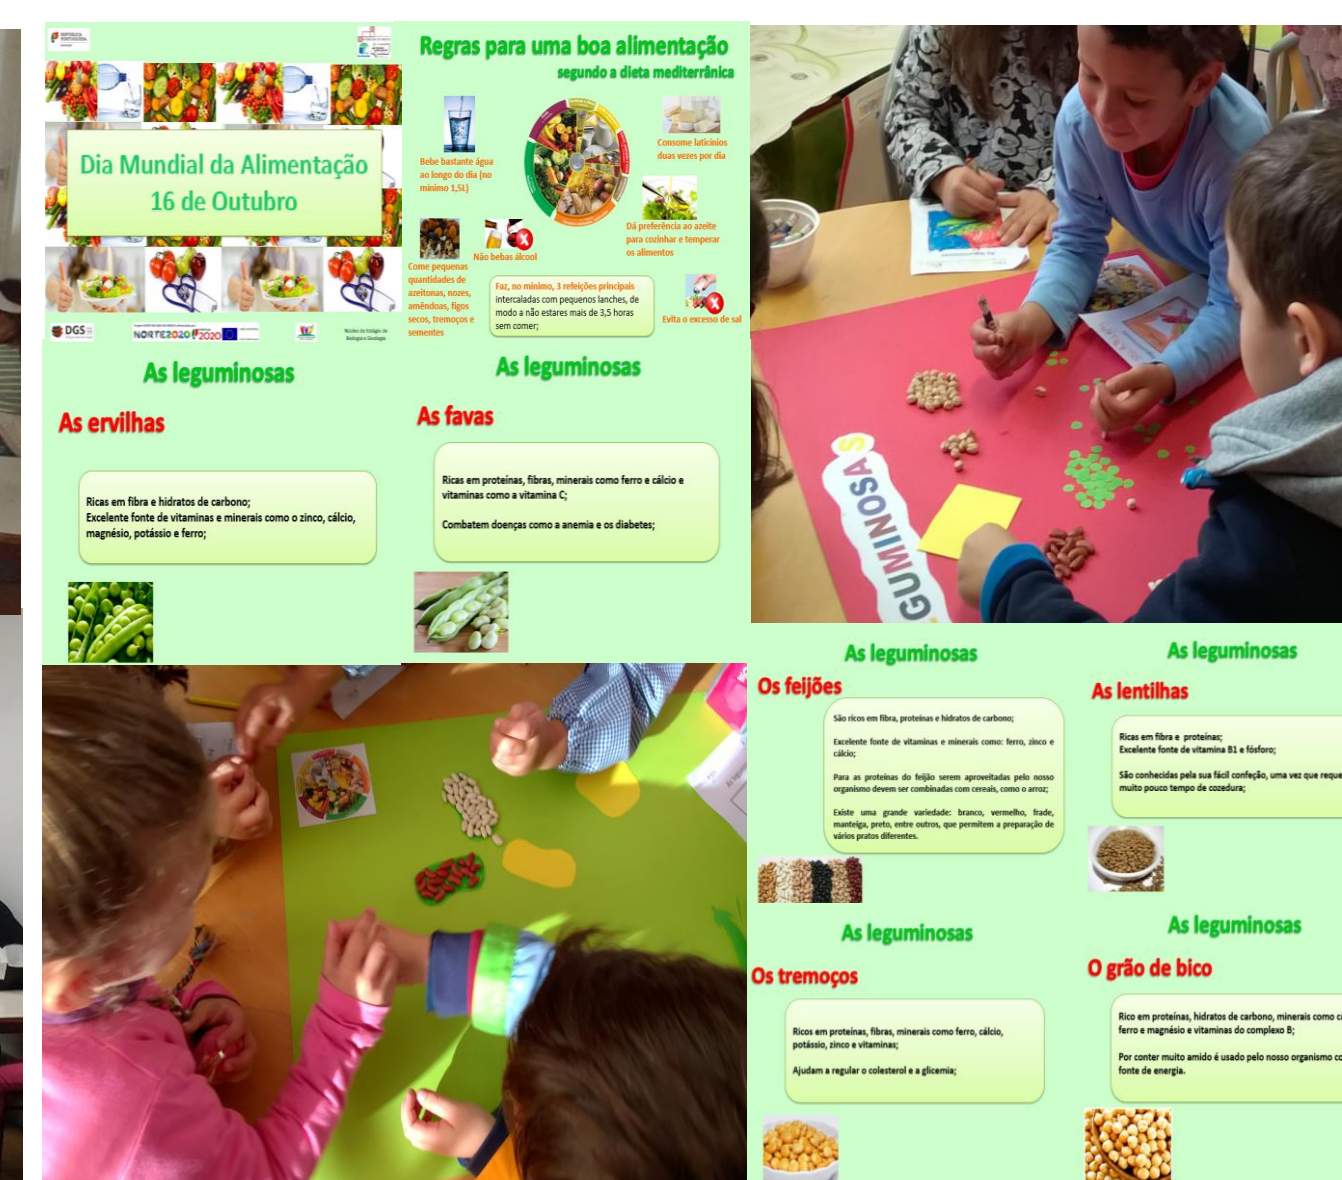 REPÚBLICA
PORTUGUESA
Dia Mundial da Alimentação
16 de Outubro
DGS
NORTE2020
2020
Núcleo de Estágio de
Biologia e Geologia
Regras para uma boa alimentação
segundo a dieta mediterrânica
Bebe bastante água
ao longo do dia (no
mínimo 1,5L)
Consome laticínios
duas vezes por dia
Dá preferência ao azeite
para cozinhar e temperar
os alimentos
Não bebas álcool
Come pequenas
quantidades de
azeitonas, nozes,
amêndoas, figos
secos, tremoços e
sementes
Faz, no mínimo, 3 refeições principais
intercaladas com pequenos lanches, de
modo a não estares mais de 3,5 horas
sem comer;
Evita o excesso de sal
As leguminosas
As ervilhas
Ricas em fibra e hidratos de carbono;
Excelente fonte de vitaminas e minerais como o zinco, cálcio,
magnésio, potássio e ferro;
As leguminosas
As favas
Ricas em proteínas, fibras, minerais como ferro e cálcio e
vitaminas como a vitamina C;
Combatem doenças como a anemia e os diabetes;
GUMINOSAS
As leguminosas
Os feijões
São ricos em fibra, proteínas e hidratos de carbono;
Excelente fonte de vitaminas e minerais como: ferro, zinco e
cálcio;
Para as proteínas do feijão serem aproveitadas pelo nosso
organismo devem ser combinadas com cereais, como o arroz;
Existe uma grande variedade: branco, vermelho, frade,
manteiga, preto, entre outros, que permitem a preparação de
vários pratos diferentes.
As leguminosas
As lentilhas
Ricas em fibra e proteínas;
Excelente fonte de vitamina B1 e fósforo;
São conhecidas pela sua fácil confeção, uma vez que reque
muito pouco tempo de cozedura;
As leguminosas
Os tremoços
Ricos em proteínas, fibras, minerais como ferro, cálcio,
potássio, zinco e vitaminas;
Ajudam a regular o colesterol e a glicemia;
As leguminosas
O grão de bico
Rico em proteínas, hidratos de carbono, minerais como c
ferro e magnésio e vitaminas do complexo B;
Por conter muito amido é usado pelo nosso organismo co
fonte de energia.